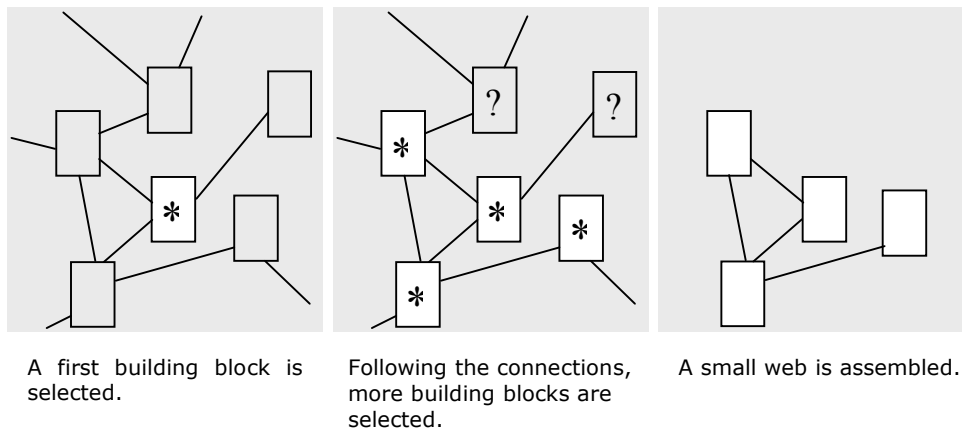 *
? ?
*
*
*
*
A first building block is
selected.
Following the connections,
more building blocks are
selected.
A small web is assembled.